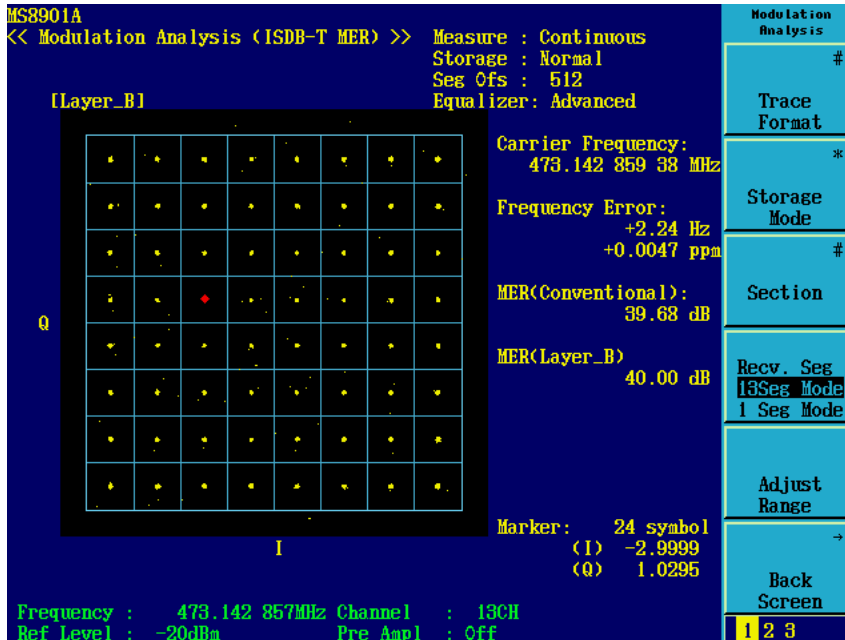 MS8901A
<< Modulation Analysis (ISDB-T MER) >>
Measure : Continuous
Storage : Normal
Seg Ofs : 512
Equalizer: Advanced
[Layer_B]
Q
I
Carrier Frequency:
473.142 859 38 MHz
Frequency Error:
+2.24 Hz
+0.0047 ppm
MER(Conventional):
39.68 dB
MER(Layer_B)
40.00 dB
Marker: 24 symbol
(I) -2.9999
(Q) 1.0295
Frequency : 473.142 857MHz Channel : 13CH
Ref Level : -20dBm Pre Ampl : Off
Modulation
Analysis
#
Trace
Format
*
Storage
Mode
#
Section
Recv. Seg
13Seg Mode
1 Seg Mode
Adjust
Range
→
Back
Screen
1 2 3